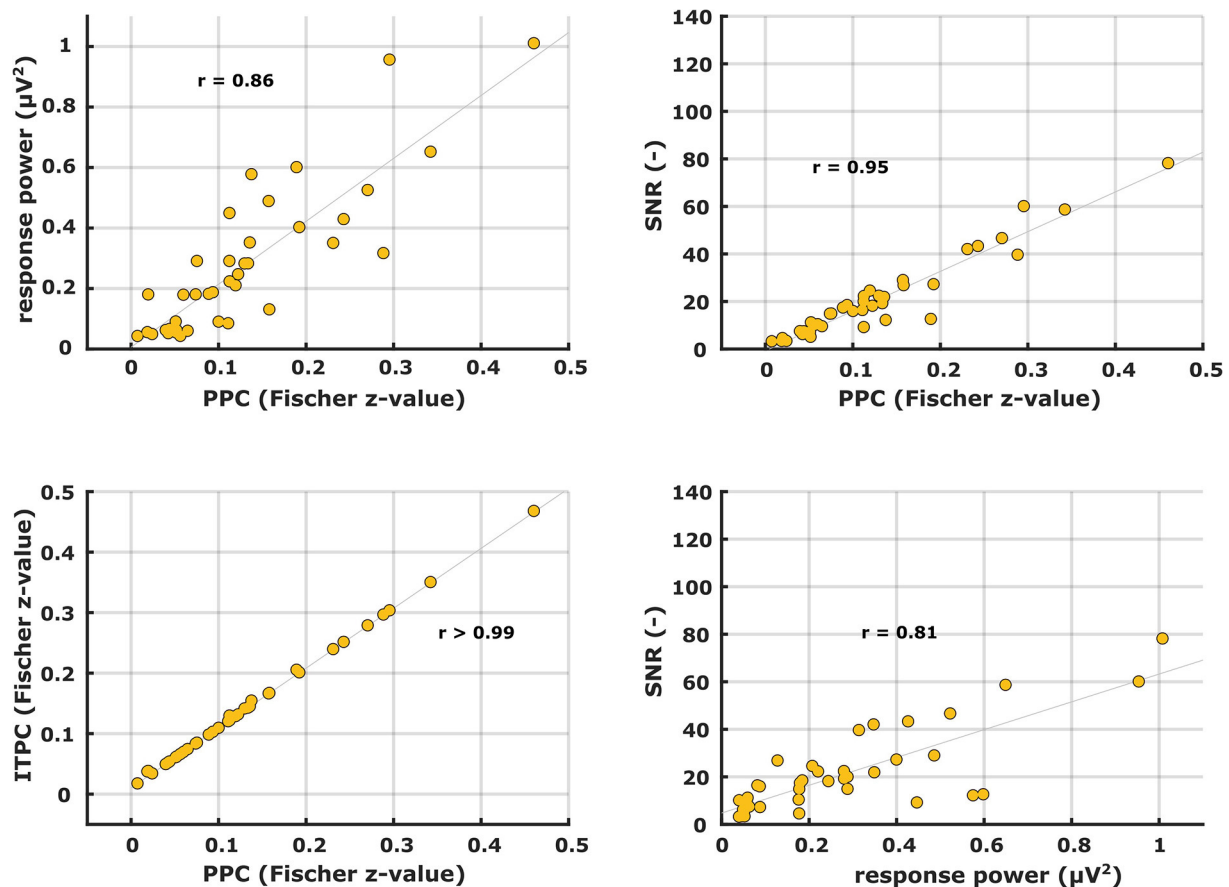 response power (µV²)
1
0.8
0.6
0.4
0.2
0
r = 0.86
0 0.1 0.2 0.3 0.4 0.5
PPC (Fischer z-value)
SNR (-)
140
120
100
80
60
40
20
0
r = 0.95
0 0.1 0.2 0.3 0.4 0.5
PPC (Fischer z-value)
ITPC (Fischer z-value)
0.5
0.4
0.3
0.2
0.1
0
r > 0.99
0 0.1 0.2 0.3 0.4 0.5
PPC (Fischer z-value)
SNR (-)
140
120
100
80
60
40
20
0
r = 0.81
0 0.2 0.4 0.6 0.8 1
response power (µV²)